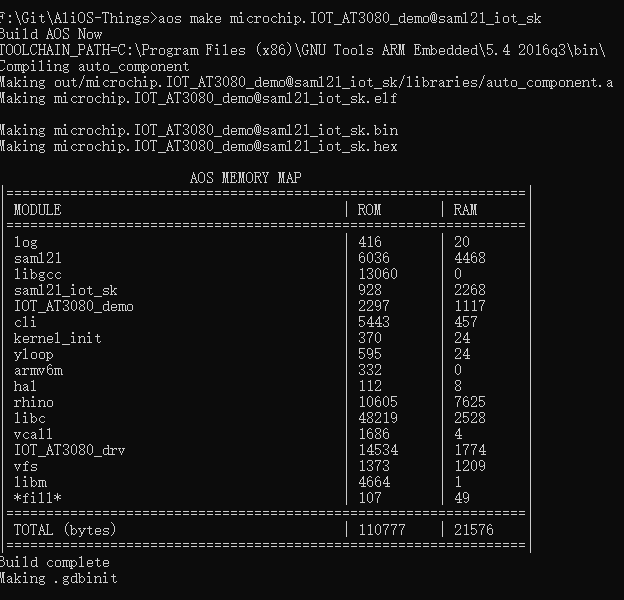 F:\Git\AliOS-Things>aos make microchip.IOT_AT3080_demo@saml21_iot_sk
Build AOS Now
TOOLCHAIN_PATH=C:\Program Files (x86)\GNU Tools ARM Embedded\5.4 2016q3\bin\
Compiling auto_component
Making out/microchip.IOT_AT3080_demo@saml21_iot_sk/libraries/auto_component.a
Making microchip.IOT_AT3080_demo@saml21_iot_sk.elf
Making microchip.IOT_AT3080_demo@saml21_iot_sk.bin
Making microchip.IOT_AT3080_demo@saml21_iot_sk.hex
AOS MEMORY MAP
|=================================================================|
| MODULE | ROM | RAM |
|=================================================================|
| log | 416 | 20 |
| saml21 | 6036 | 4468 |
| libgcc | 13060 | 0 |
| saml21_iot_sk | 928 | 2268 |
| IOT_AT3080_demo | 2297 | 1117 |
| cli | 5443 | 457 |
| kernel_init | 370 | 24 |
| yloop | 595 | 24 |
| armv6m | 332 | 0 |
| hal | 112 | 8 |
| rhino | 10605 | 7625 |
| libc | 48219 | 2528 |
| vcall | 1686 | 4 |
| IOT_AT3080_drv | 14534 | 1774 |
| vfs | 1373 | 1209 |
| libm | 4664 | 1 |
| *fill* | 107 | 49 |
|=================================================================|
| TOTAL (bytes) | 110777 | 21576 |
|=================================================================|
Build complete
Making .gdbinit